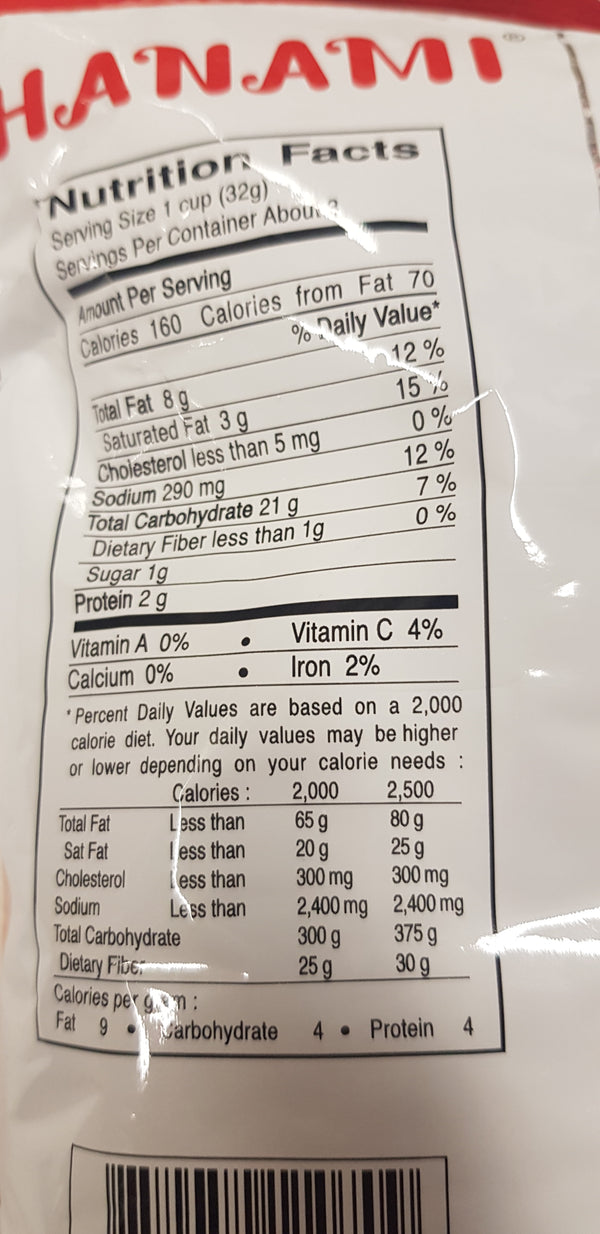 HANAMI
Nutrition Facts
Serving Size 1 cup (32g)
Servings Per Container About
Amount Per Serving
Calories 160 Calories from Fat 70
% Daily Value*
Total Fat 8 g 12 %
Saturated Fat 3 g 15 %
Cholesterol less than 5 mg 0 %
Sodium 290 mg 12 %
Total Carbohydrate 21 g 7 %
Dietary Fiber less than 1g 0 %
Sugar 1g
Protein 2 g
Vitamin A 0% • Vitamin C 4%
Calcium 0% • Iron 2%
* Percent Daily Values are based on a 2,000
calorie diet. Your daily values may be higher
or lower depending on your calorie needs :
Calories : 2,000 2,500
Total Fat Less than 65 g 80 g
Sat Fat Less than 20 g 25 g
Cholesterol Less than 300 mg 300 mg
Sodium Less than 2,400 mg 2,400 mg
Total Carbohydrate 300 g 375 g
Dietary Fiber 25 g 30 g
Calories per gram :
Fat 9 • Carbohydrate 4 • Protein 4